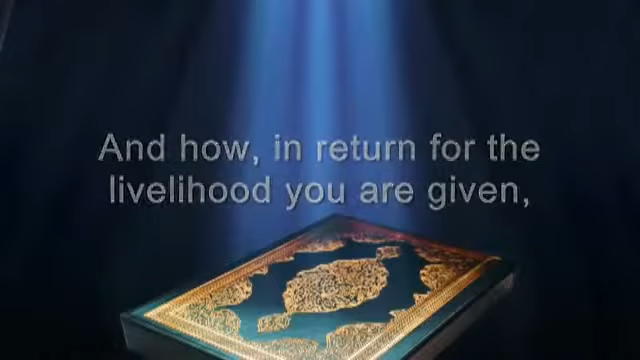 And how, in return for the
livelihood you are given,